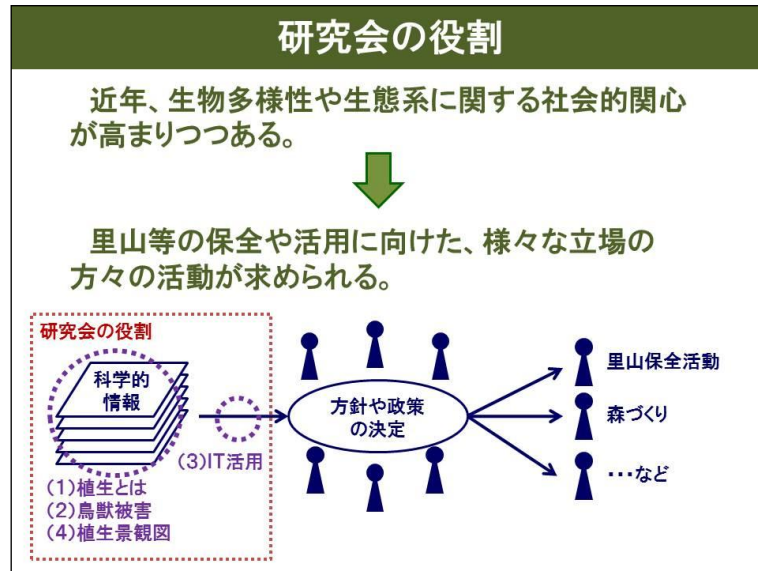 研究会の役割
近年、生物多様性や生態系に関する社会的関心
が高まりつつある。
里山等の保全や活用に向けた、様々な立場の
方々の活動が求められる。
研究会の役割
科学的
情報
(3)IT活用
(1)植生とは
(2)鳥獣被害
(4)植生景観図
方針や政策
の決定
里山保全活動
森づくり
・・・など